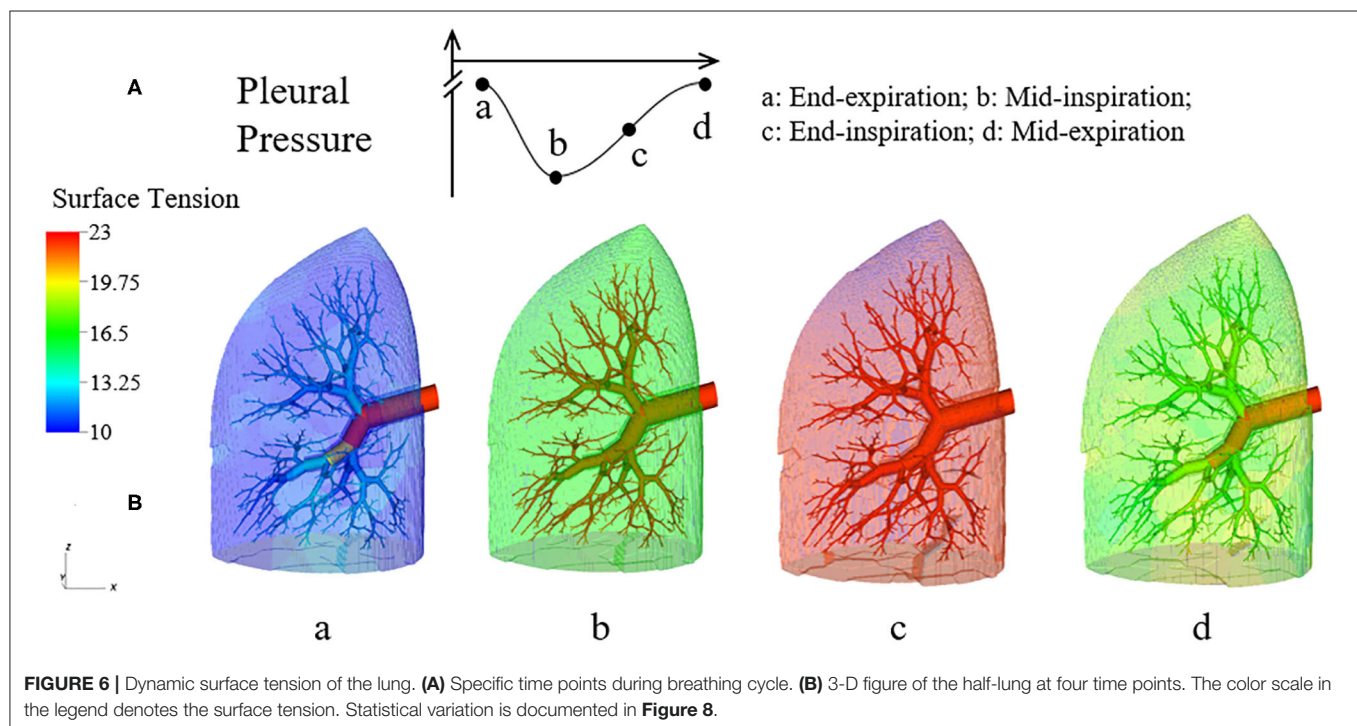 A
Pleural
Pressure
a
b
c
d
a: End-expiration; b: Mid-inspiration;
c: End-inspiration; d: Mid-expiration
Surface Tension
23
19.75
16.5
13.25
10
B
z
Y
X
a
b
c
d
FIGURE 6 | Dynamic surface tension of the lung. (A) Specific time points during breathing cycle. (B) 3-D figure of the half-lung at four time points. The color scale in
the legend denotes the surface tension. Statistical variation is documented in Figure 8.